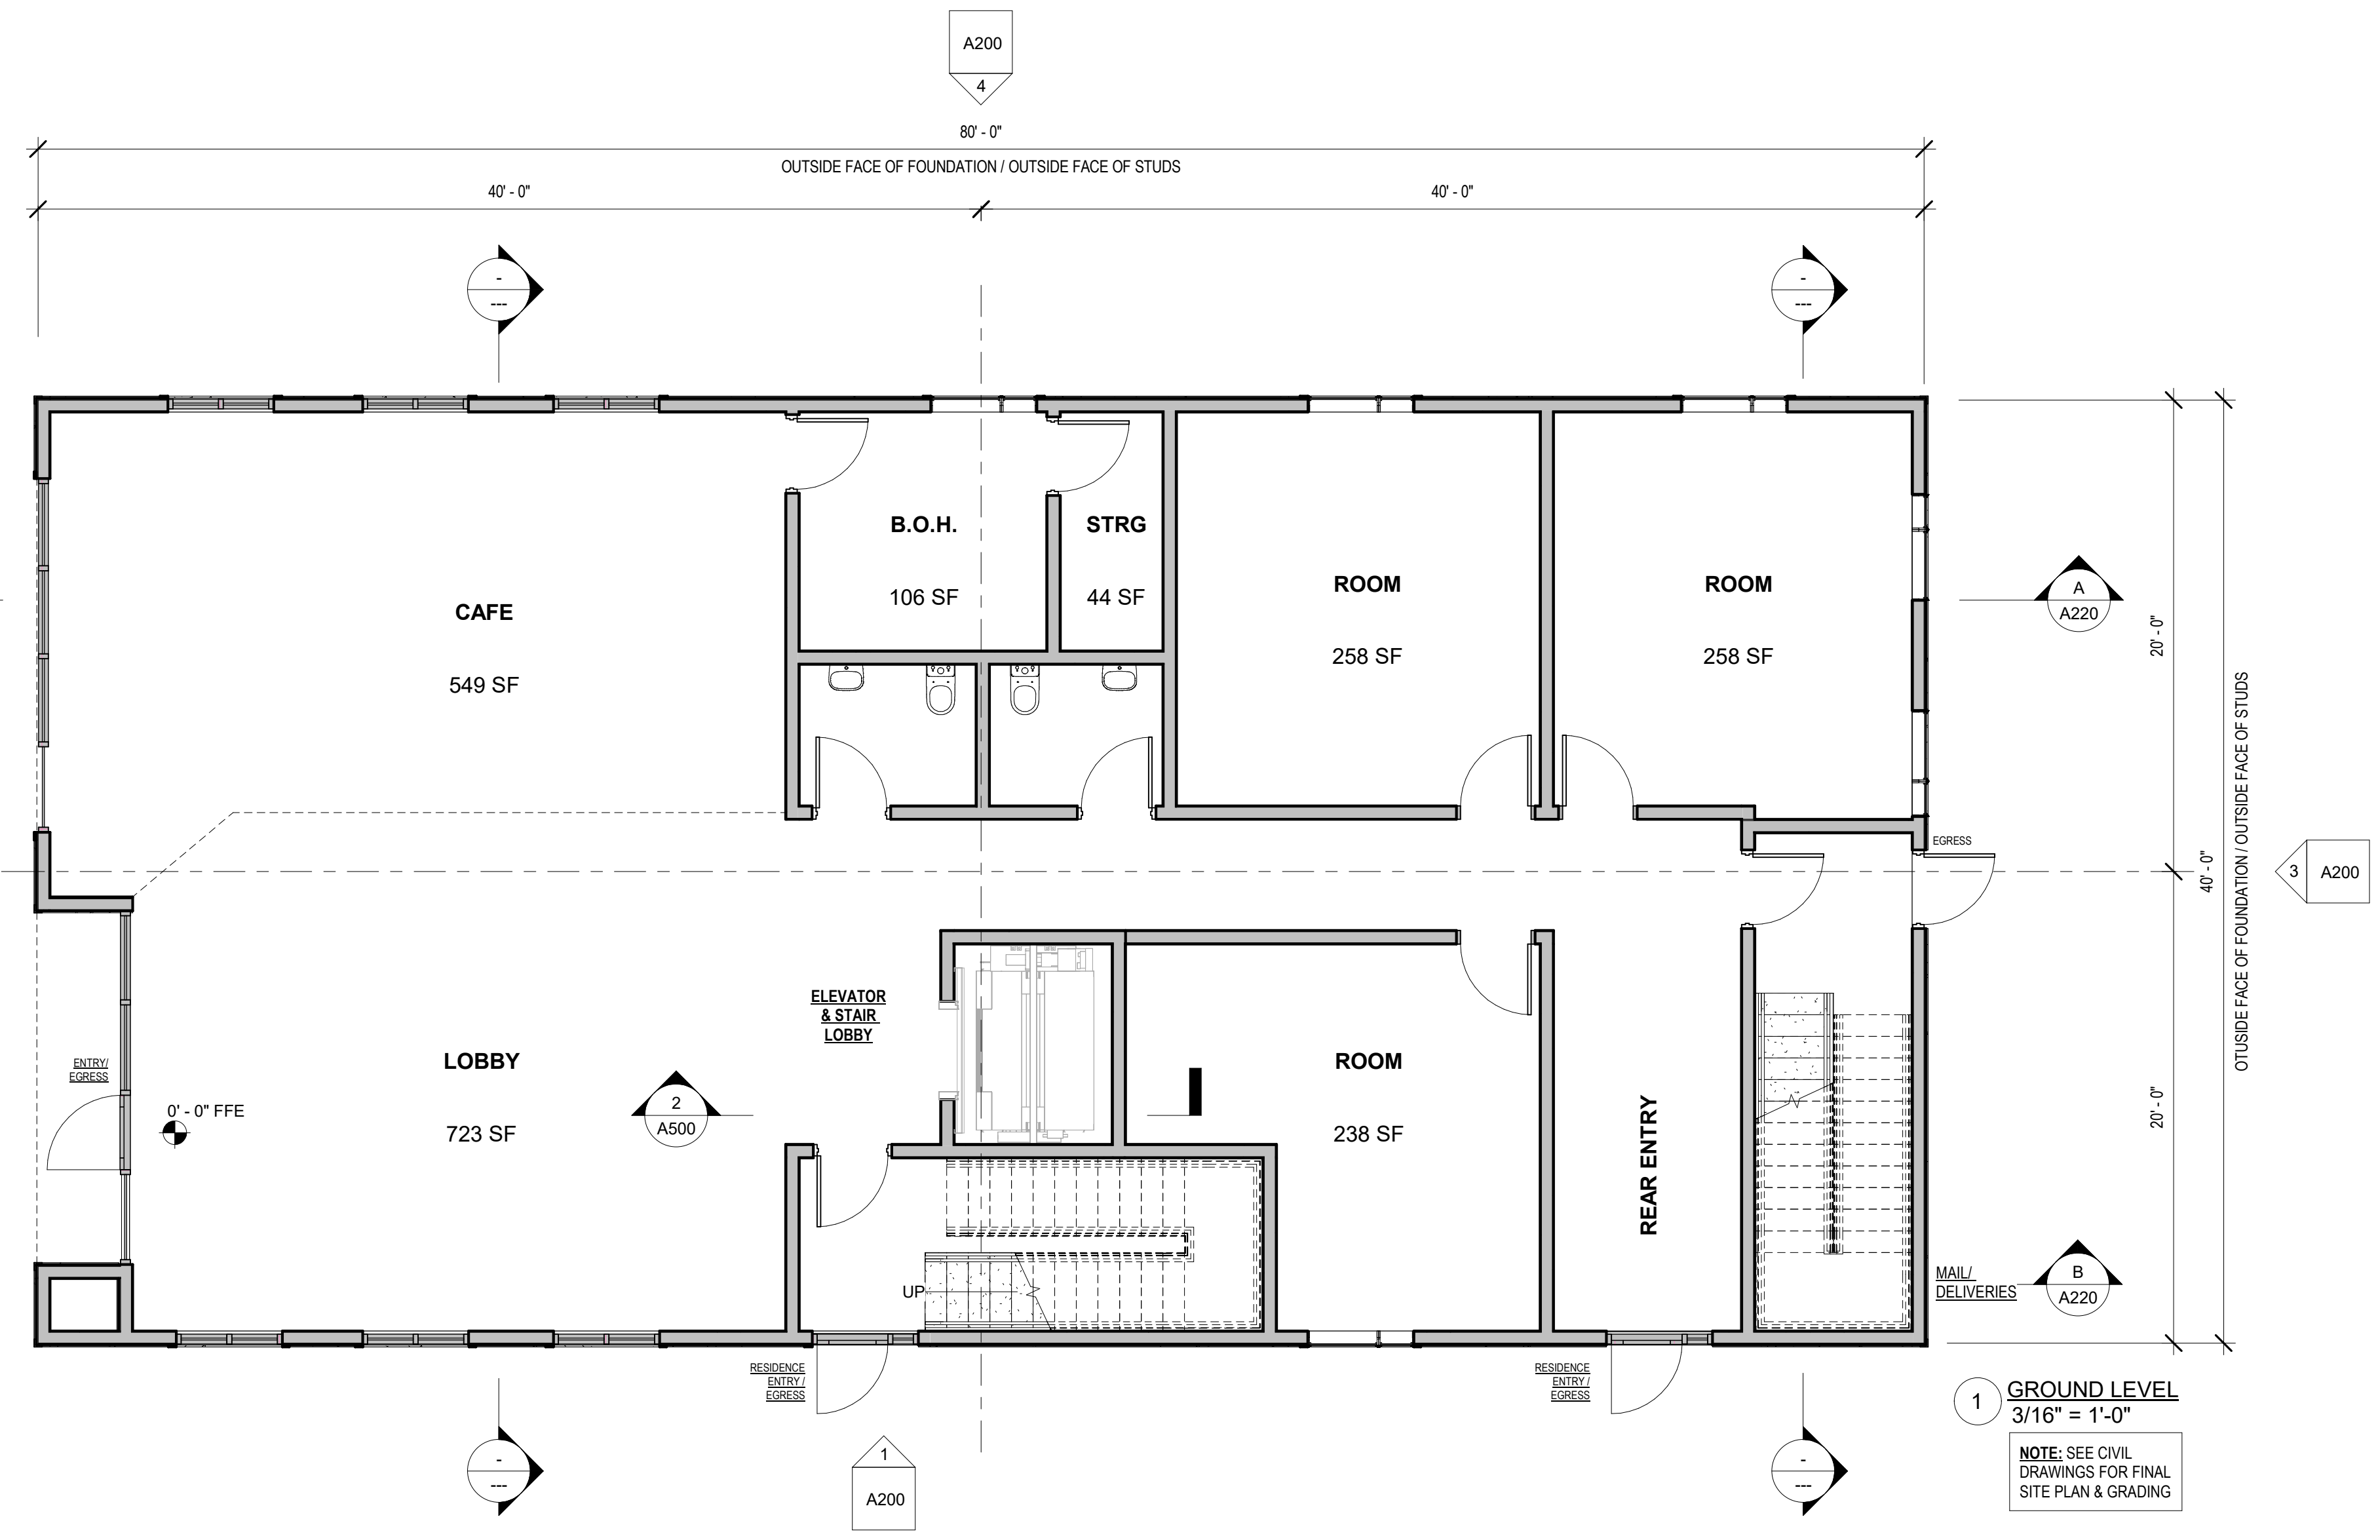 A200
4
80' - 0"
OUTSIDE FACE OF FOUNDATION / OUTSIDE FACE OF STUDS
40' - 0"
40' - 0"
-
---
-
---
B.O.H.
106 SF
STRG
44 SF
ROOM
258 SF
ROOM
258 SF
CAFE
549 SF
A
A220
20' - 0"
40' - 0"
OTUSIDE FACE OF FOUNDATION / OUTSIDE FACE OF STUDS
EGRESS
3
A200
ELEVATOR
& STAIR
LOBBY
ENTRY/
EGRESS
0' - 0" FFE
LOBBY
723 SF
2
A500
ROOM
238 SF
REAR ENTRY
20' - 0"
UP
MAIL/
DELIVERIES
B
A220
RESIDENCE
ENTRY /
EGRESS
RESIDENCE
ENTRY /
EGRESS
-
---
1
A200
-
---
1
GROUND LEVEL
3/16" = 1'-0"
NOTE: SEE CIVIL
DRAWINGS FOR FINAL
SITE PLAN & GRADING